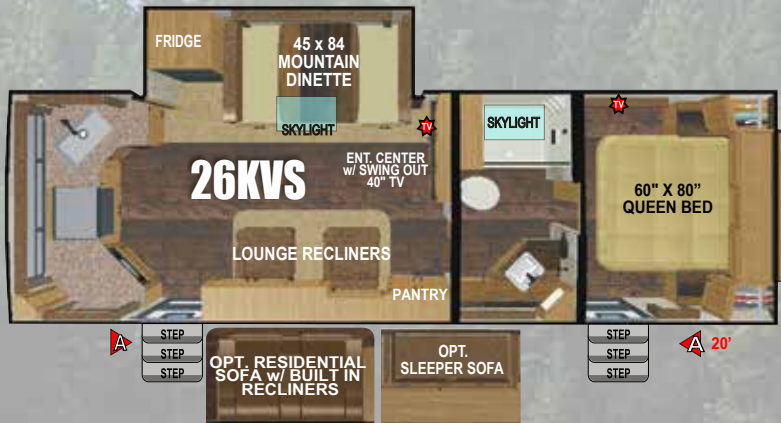 FRIDGE
45 x 84
MOUNTAIN
DINETTE
SKYLIGHT
TV
SKYLIGHT
TV
26KVS
ENT. CENTER
w/ SWING OUT
40" TV
60" X 80”
QUEEN BED
LOUNGE RECLINERS
PANTRY
A
STEP
STEP
STEP
OPT. RESIDENTIAL
SOFA w/ BUILT IN
RECLINERS
OPT.
SLEEPER SOFA
STEP
STEP
STEP
A 20’